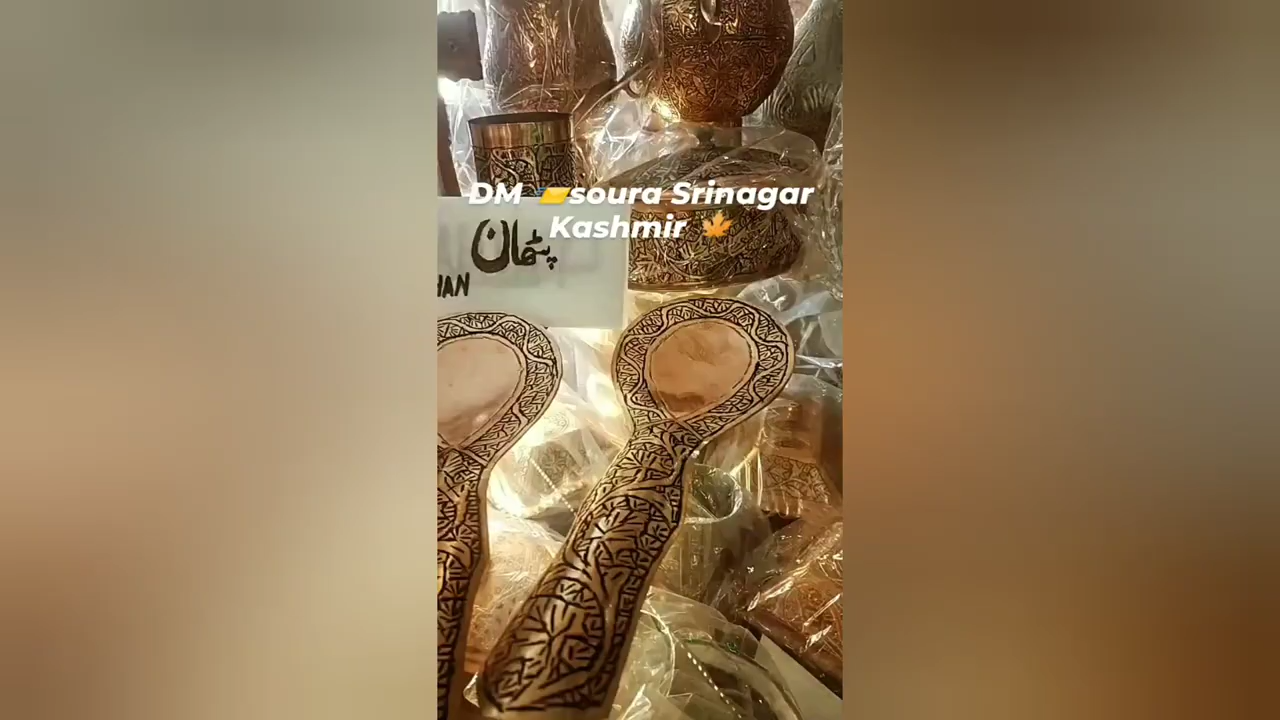 DM 📨soura Srinagar
Kashmir 🍁
پٹھان
HAN